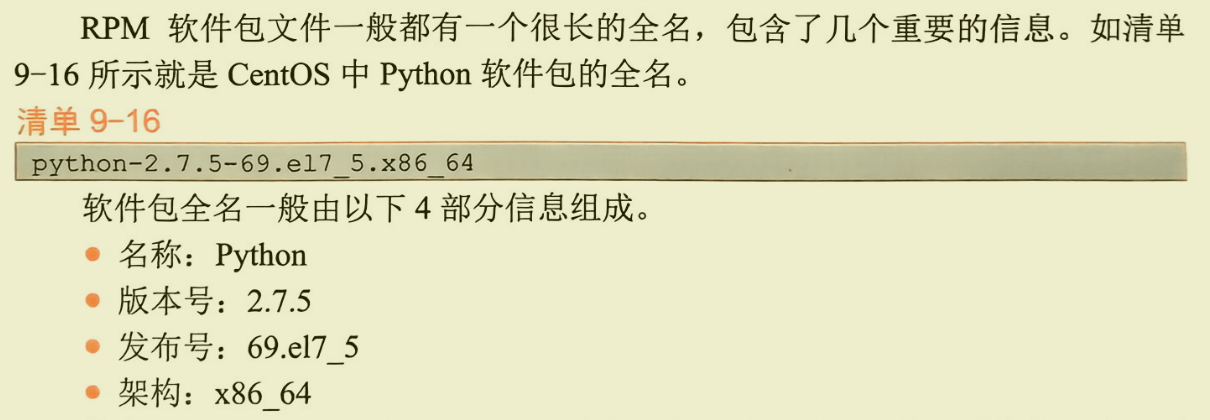 RPM 软件包文件一般都有一个很长的全名，包含了几个重要的信息。如清单
9-16 所示就是 CentOS 中 Python 软件包的全名。
清单 9-16
python-2.7.5-69.el7_5.x86_64
软件包全名一般由以下 4 部分信息组成。
• 名称：Python
• 版本号：2.7.5
• 发布号：69.el7_5
• 架构：x86_64